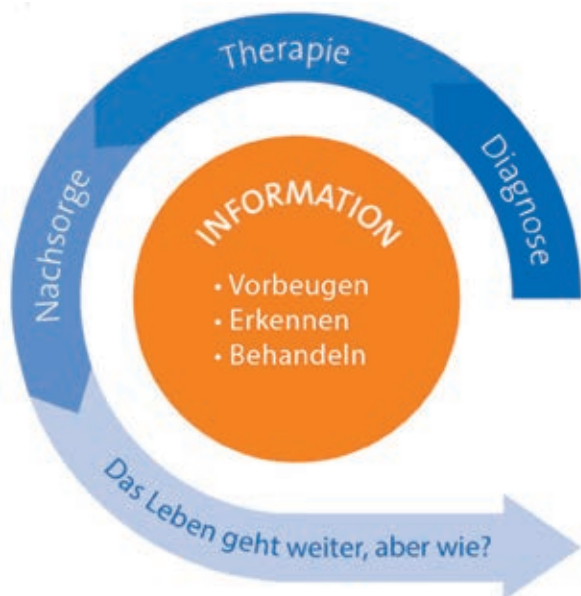 Therapie
Diagnose
Nachsorge
INFORMATION
• Vorbeugen
• Erkennen
• Behandeln
Das Leben geht weiter, aber wie?